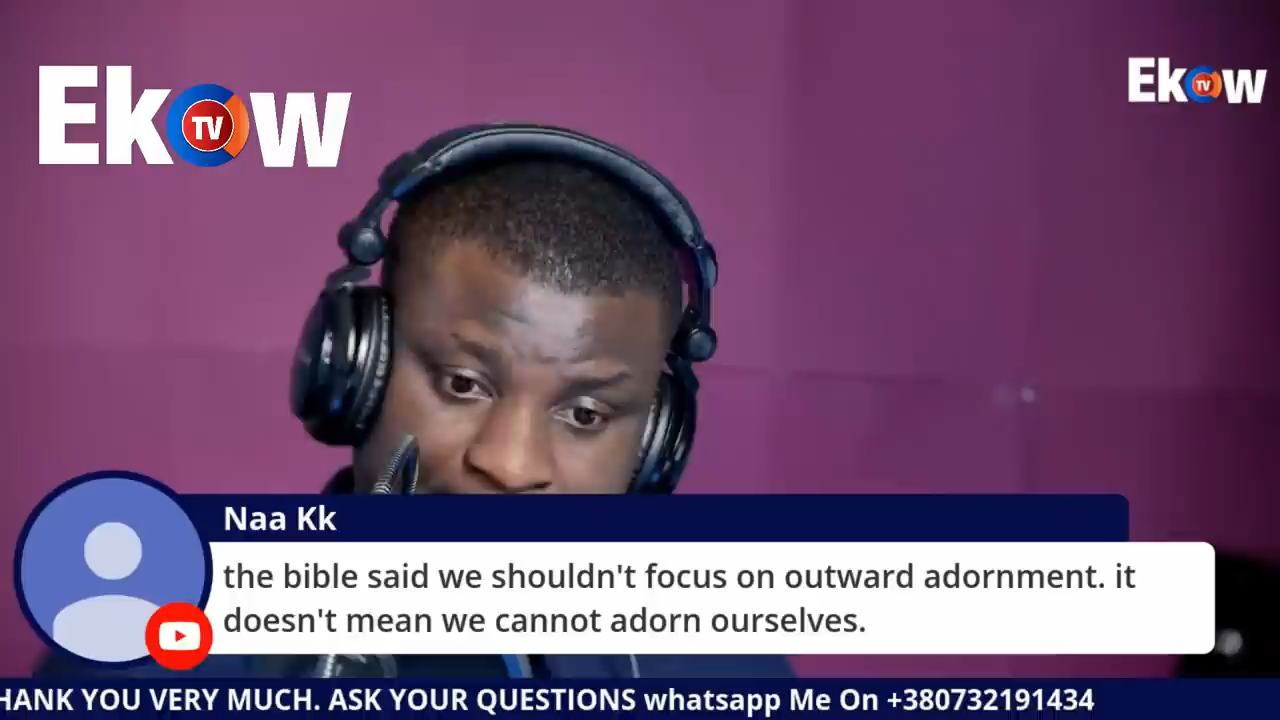 Ekow
TV
Ekow
TV
Naa Kk
the bible said we shouldn't focus on outward adornment. it
doesn't mean we cannot adorn ourselves.
HANK YOU VERY MUCH. ASK YOUR QUESTIONS whatsapp Me On +380732191434